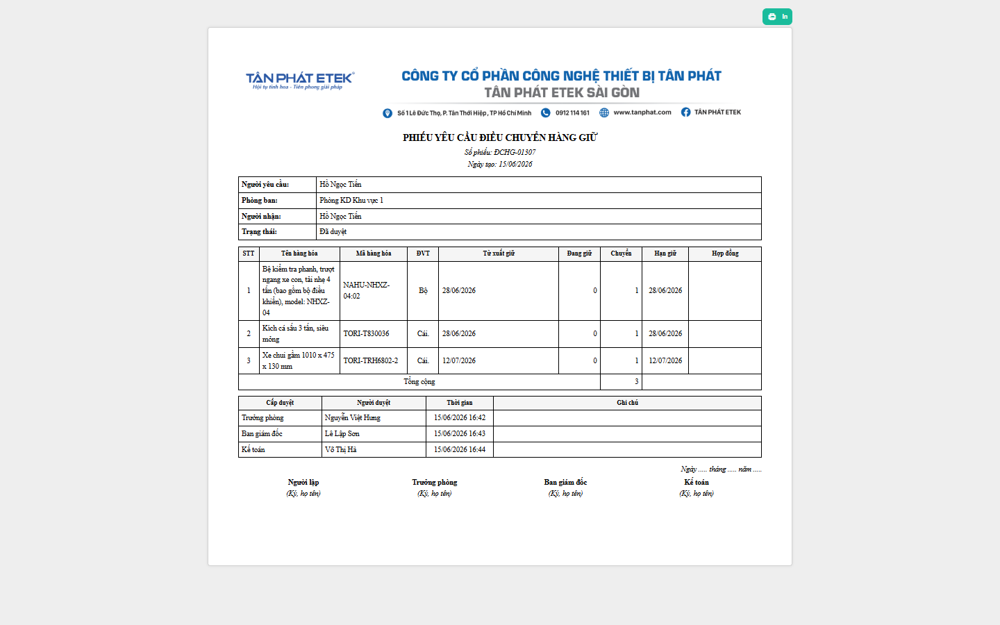 In
TÂN PHÁT ETEK®
Hội tụ tinh hoa - Tiên phong giải pháp
CÔNG TY CỔ PHẦN CÔNG NGHỆ THIẾT BỊ TÂN PHÁT
TÂN PHÁT ETEK SÀI GÒN
Số 1 Lê Đức Thọ, P. Tân Thới Hiệp , TP Hồ Chí Minh 0912 114 161 www.tanphat.com TÂN PHÁT ETEK
PHIẾU YÊU CẦU ĐIỀU CHUYỂN HÀNG GIỮ
Số phiếu: ĐCHG-01307
Ngày tạo: 15/06/2026
Người yêu cầu: Hồ Ngọc Tiến
Phòng ban: Phòng KD Khu vực 1
Người nhận: Hồ Ngọc Tiến
Trạng thái: Đã duyệt
STT Tên hàng hóa Mã hàng hóa ĐVT Từ xuất giữ Đang giữ Chuyển Hạn giữ Hợp đồng
1 Bệ kiểm tra phanh, trượt
ngang xe con, tải nhẹ 4
tấn (bao gồm bộ điều
khiển), model: NHXZ-
04
NAHU-NHXZ-
04:02
Bộ 28/06/2026 0 1 28/06/2026
2 Kích cá sấu 3 tấn, siêu
mỏng
TORI-T830036 Cái. 28/06/2026 0 1 28/06/2026
3 Xe chui gầm 1010 x 475
x 130 mm
TORI-TRH6802-2 Cái. 12/07/2026 0 1 12/07/2026
Tổng cộng 3
Cấp duyệt Người duyệt Thời gian Ghi chú
Trưởng phòng Nguyễn Việt Hưng 15/06/2026 16:42
Ban giám đốc Lê Lập Sơn 15/06/2026 16:43
Kế toán Võ Thị Hà 15/06/2026 16:44
Ngày ..... tháng ..... năm .....
Người lập Trưởng phòng Ban giám đốc Kế toán
(Ký, họ tên) (Ký, họ tên) (Ký, họ tên) (Ký, họ tên)